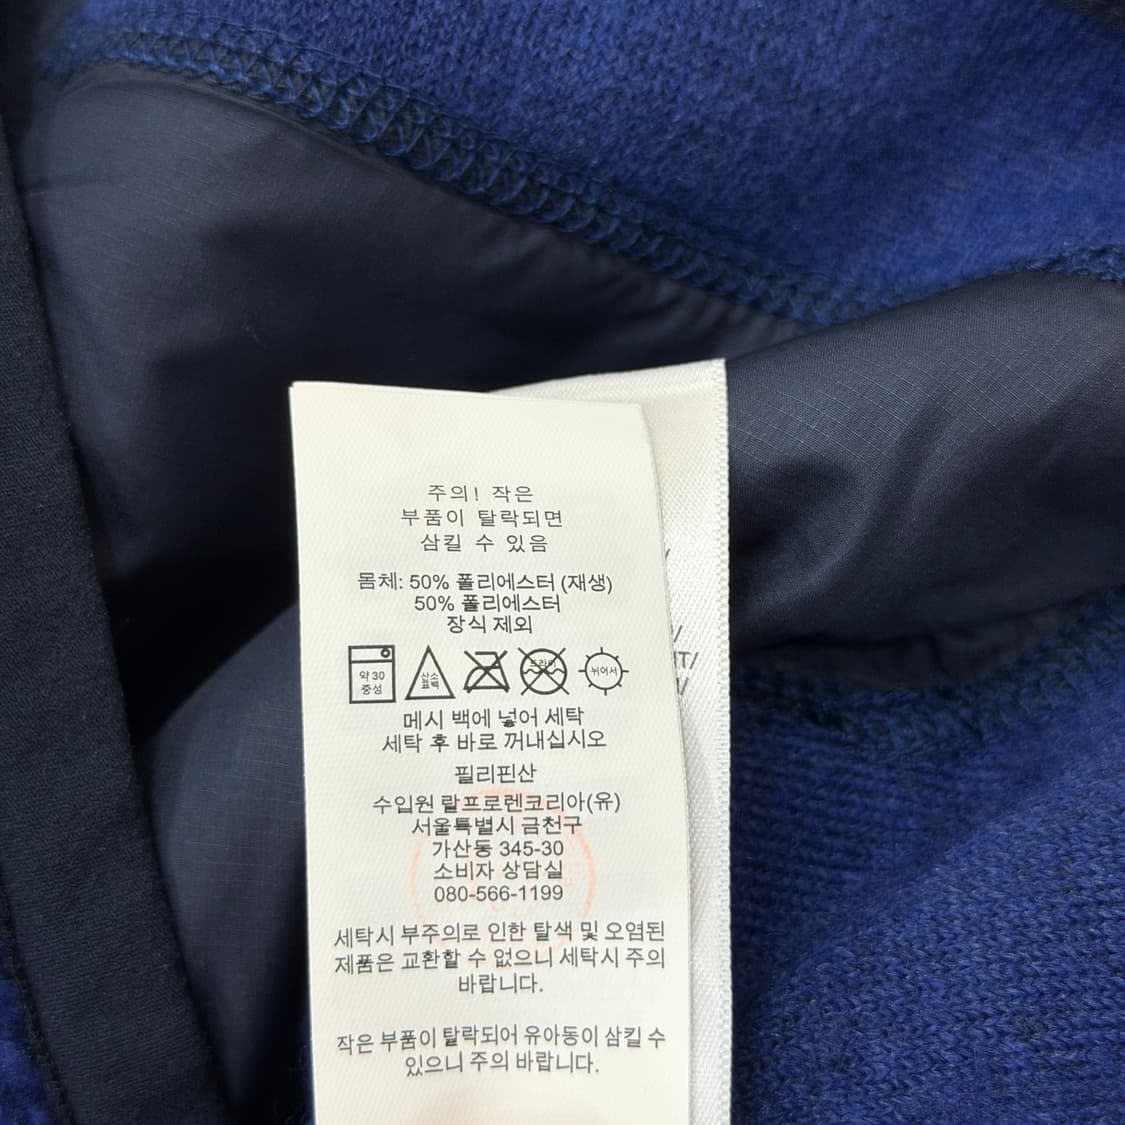 주의! 작은
부품이 탈락되면
삼킬 수 있음
몸체: 50% 폴리에스터 (재생)
50% 폴리에스터
장식 제외
약 30
중성
산소
표백
드라이
뉘어서
메시 백에 넣어 세탁
세탁 후 바로 꺼내십시오
필리핀산
수입원 랄프로렌코리아(유)
서울특별시 금천구
가산동 345-30
소비자 상담실
080-566-1199
세탁시 부주의로 인한 탈색 및 오염된
제품은 교환할 수 없으니 세탁시 주의
바랍니다.
작은 부품이 탈락되어 유아동이 삼킬 수
있으니 주의 바랍니다.